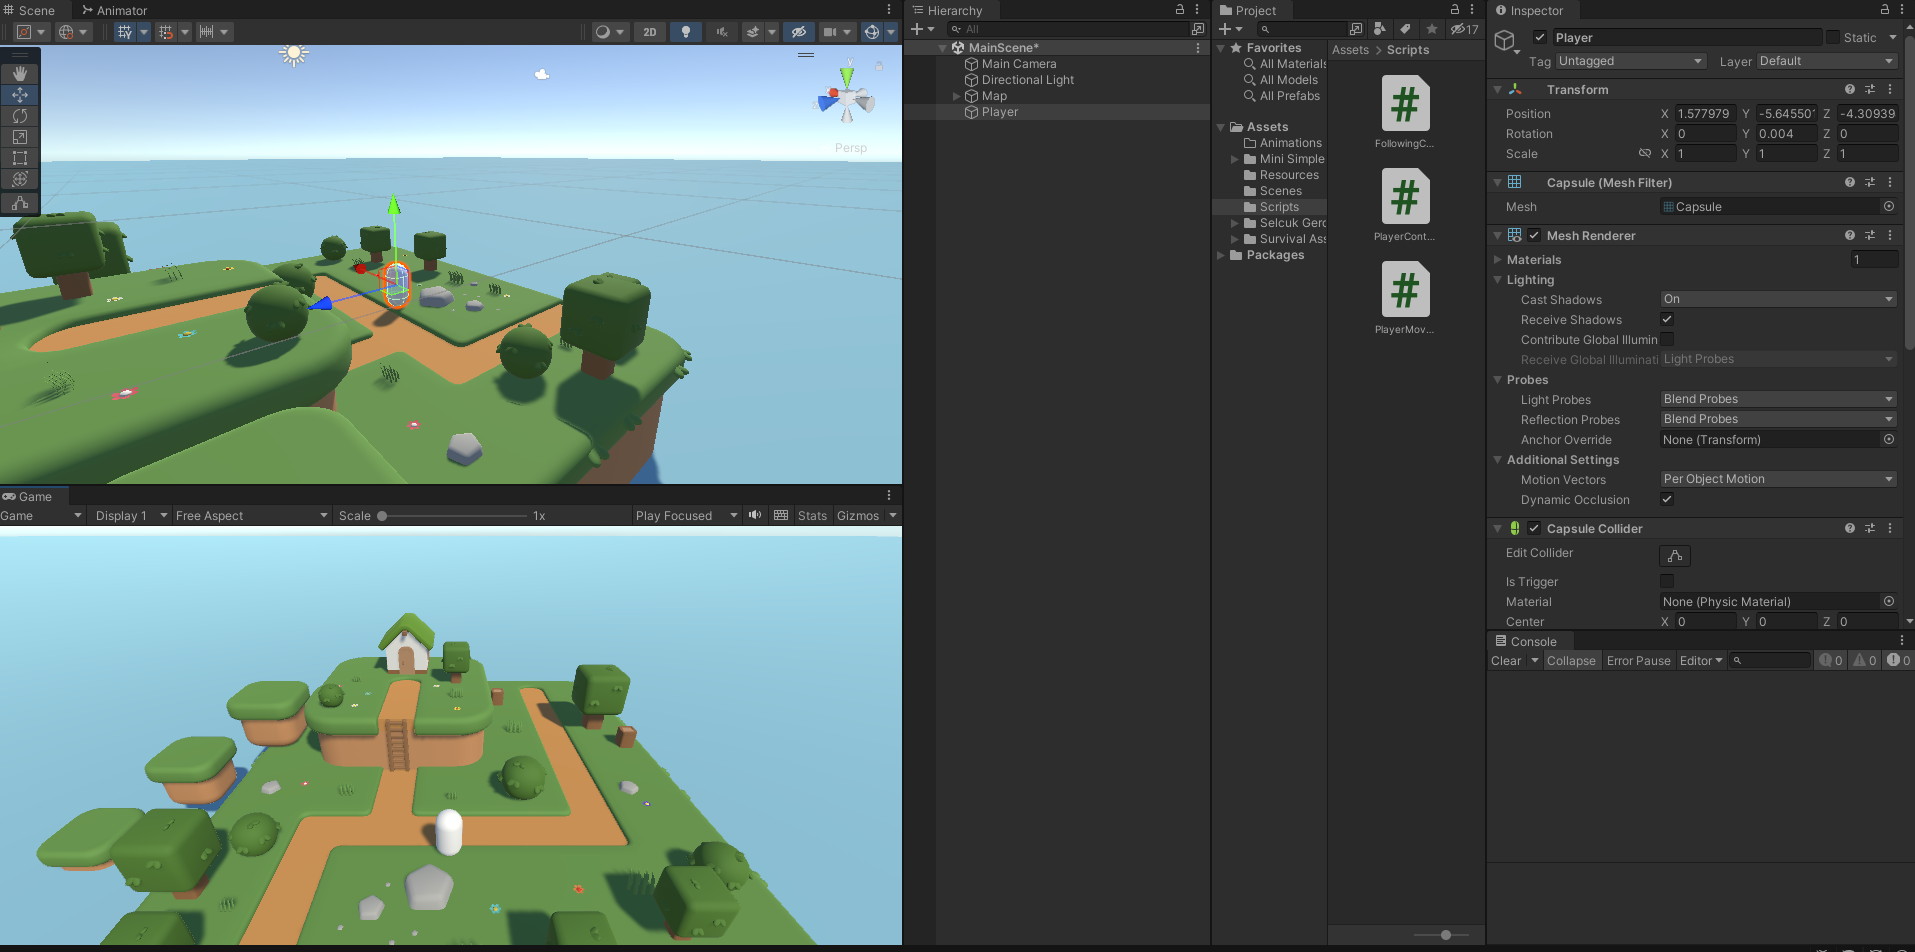 Scene
Animator
2D
y
Persp
Game
Game
Display 1
Free Aspect
Scale
1x
Play Focused
Stats
Gizmos
Hierarchy
All
MainScene*
Main Camera
Directional Light
Map
Player
Project
17
Favorites
All Materials
All Models
All Prefabs
Assets
Animations
Mini Simple
Resources
Scenes
Scripts
Selcuk Gerc
Survival Ass
Packages
Assets > Scripts
#
FollowingC...
#
PlayerCont...
#
PlayerMov...
Inspector
Player
Static
Tag Untagged
Layer Default
Transform
Position X 1.577979 Y -5.64550 Z -4.30939
Rotation X 0 Y 0.004 Z 0
Scale X 1 Y 1 Z 1
Capsule (Mesh Filter)
Mesh Capsule
Mesh Renderer
Materials 1
Lighting
Cast Shadows On
Receive Shadows
Contribute Global Illumin
Receive Global Illuminati Light Probes
Probes
Light Probes Blend Probes
Reflection Probes Blend Probes
Anchor Override None (Transform)
Additional Settings
Motion Vectors Per Object Motion
Dynamic Occlusion
Capsule Collider
Edit Collider
Is Trigger
Material None (Physic Material)
Center X 0 Y 0 Z 0
Console
Clear Collapse Error Pause Editor 0 0 0